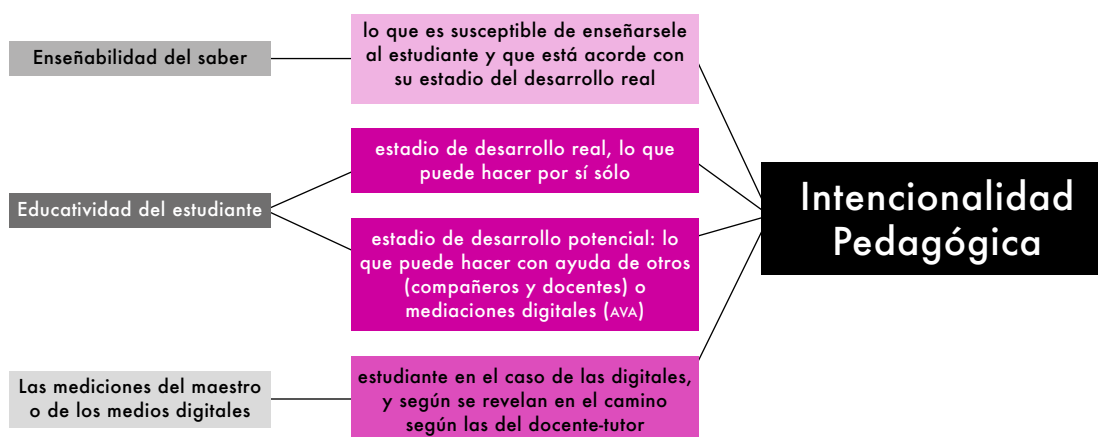 Enseñabilidad del saber
lo que es susceptible de enseñarsele
al estudiante y que está acorde con
su estadio del desarrollo real
Educatividad del estudiante
estadio de desarrollo real, lo que
puede hacer por sí sólo
estadio de desarrollo potencial: lo
que puede hacer con ayuda de otros
(compañeros y docentes) o
mediaciones digitales (AVA)
Las mediciones del maestro
o de los medios digitales
estudiante en el caso de las digitales,
y según se revelan en el camino
según las del docente-tutor
Intencionalidad
Pedagógica